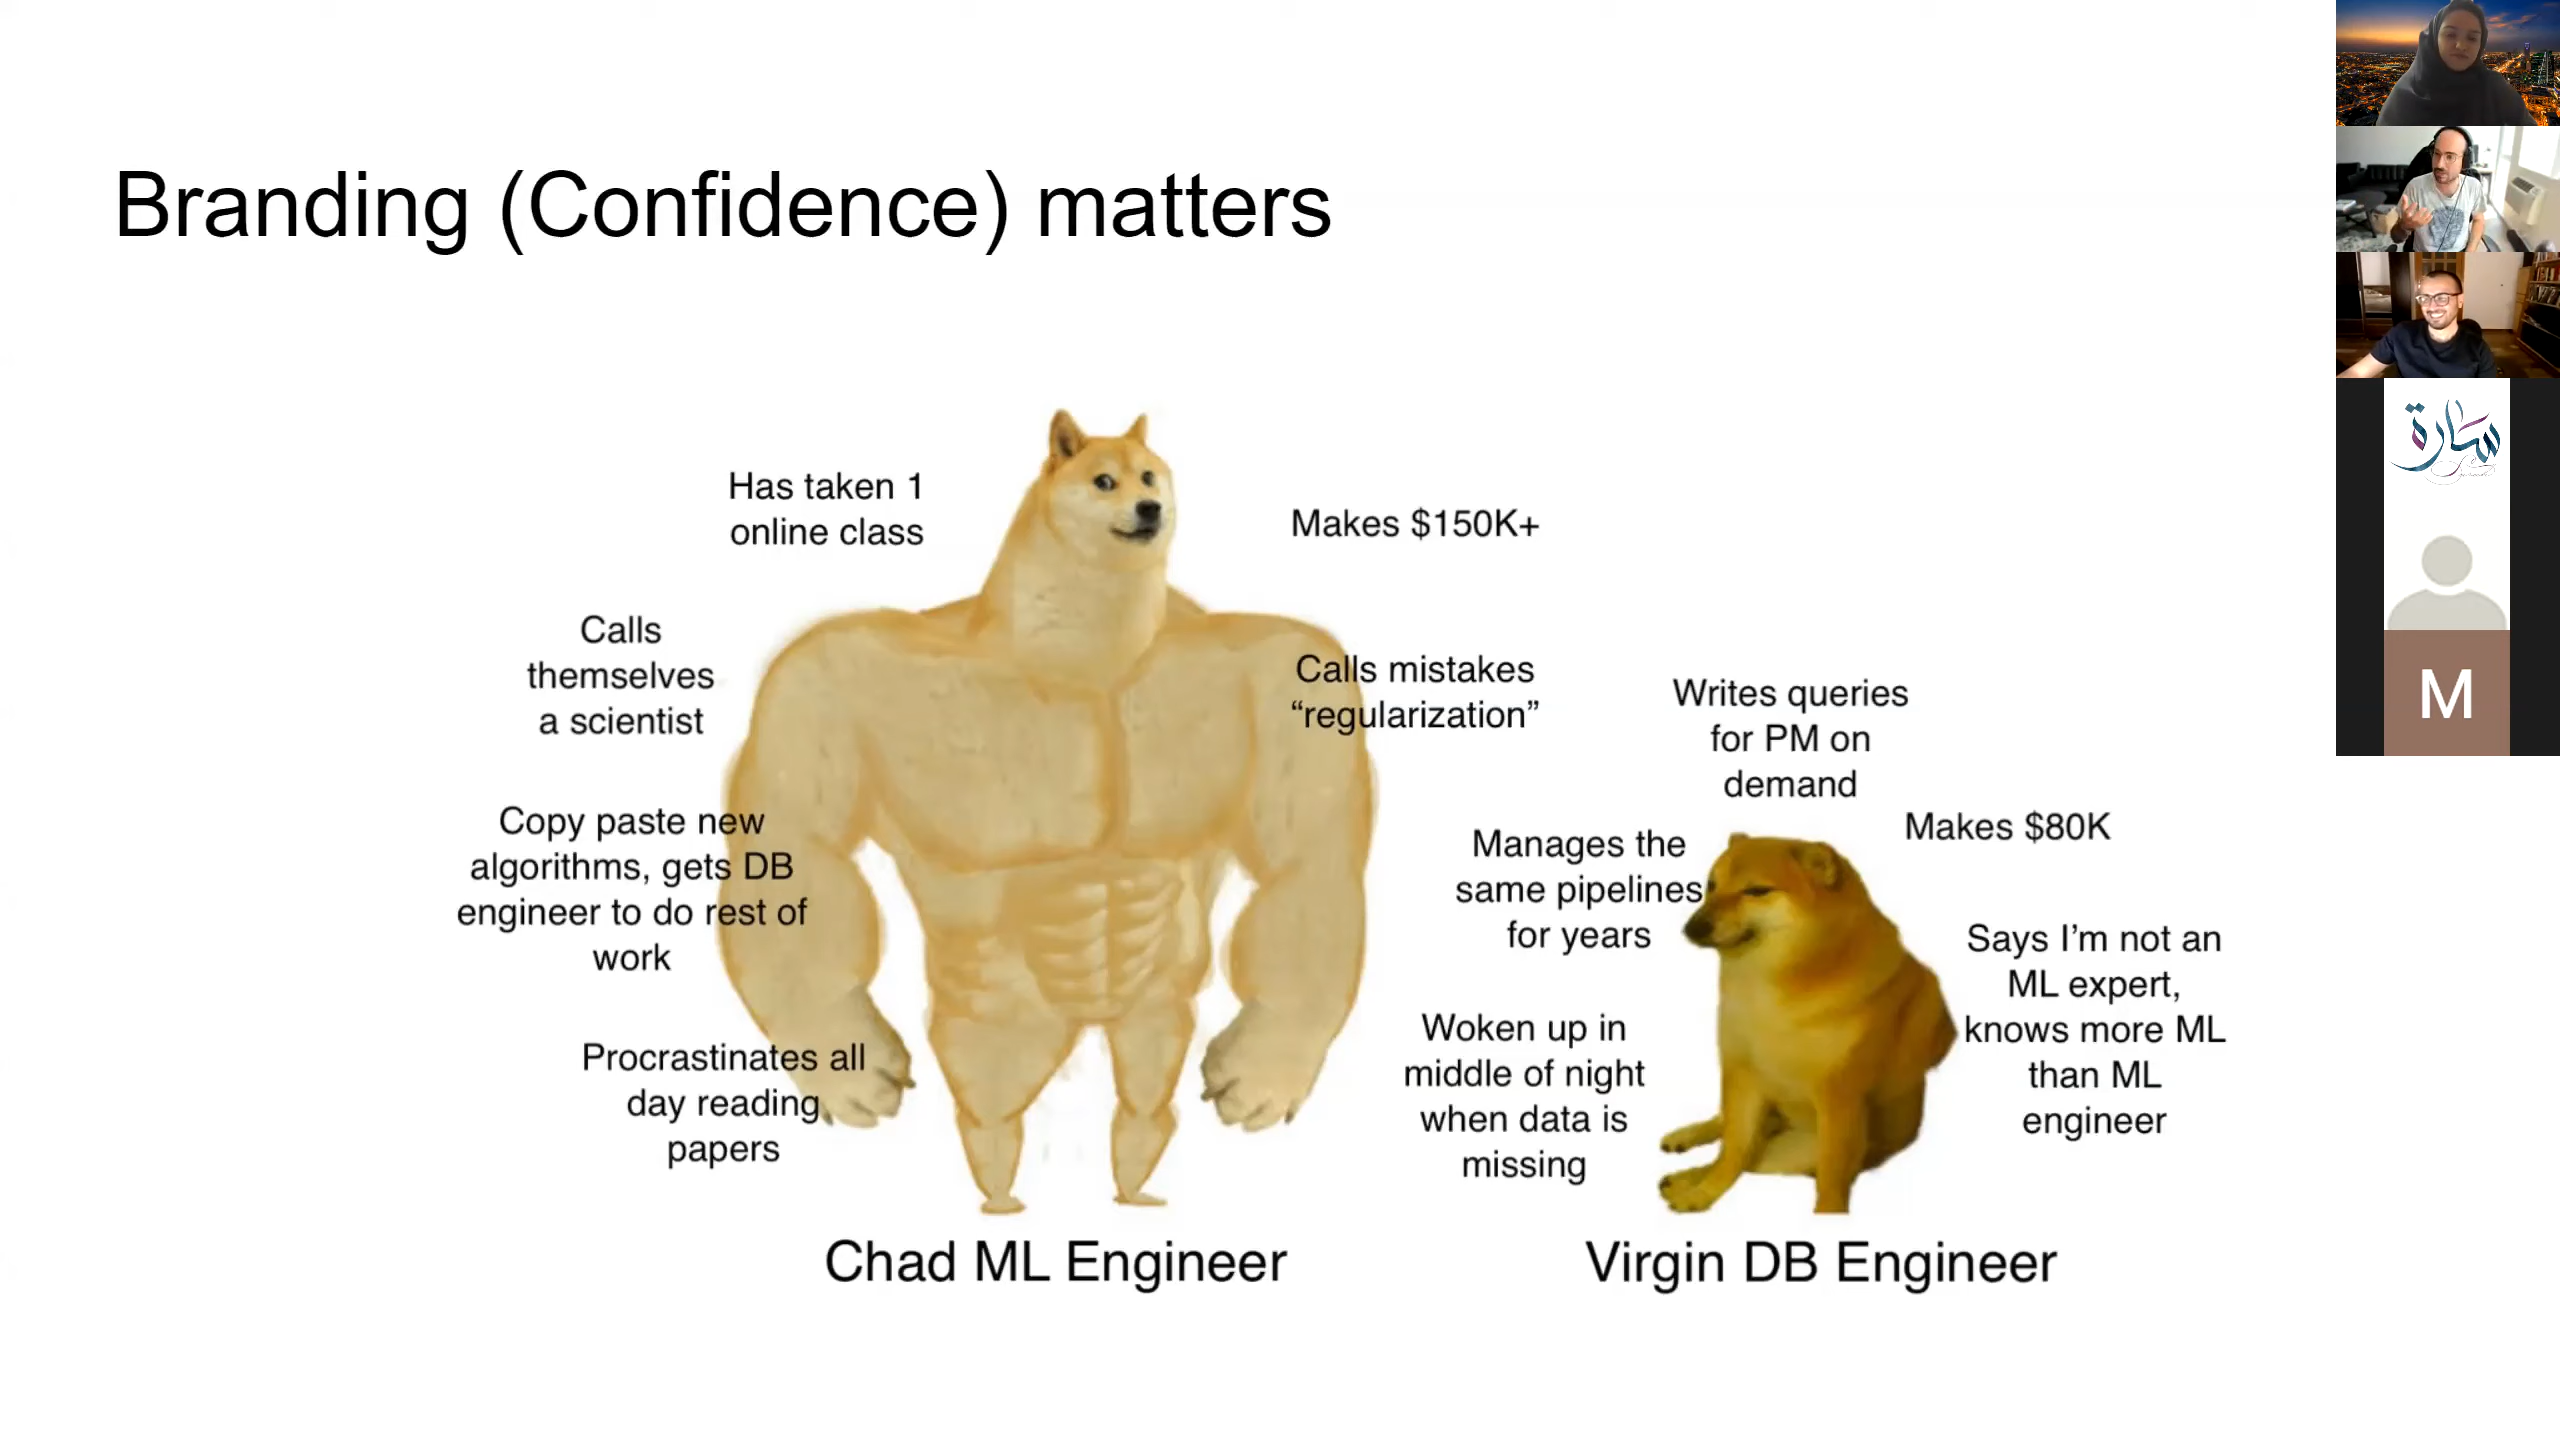 Branding (Confidence) matters
Has taken 1
online class
Makes $150K+
Calls
themselves
a scientist
Calls mistakes
“regularization”
Copy paste new
algorithms, gets DB
engineer to do rest of
work
Procrastinates all
day reading
papers
Chad ML Engineer
Writes queries
for PM on
demand
Makes $80K
Manages the
same pipelines
for years
Says I’m not an
ML expert,
knows more ML
than ML
engineer
Woken up in
middle of night
when data is
missing
Virgin DB Engineer
سارة
M